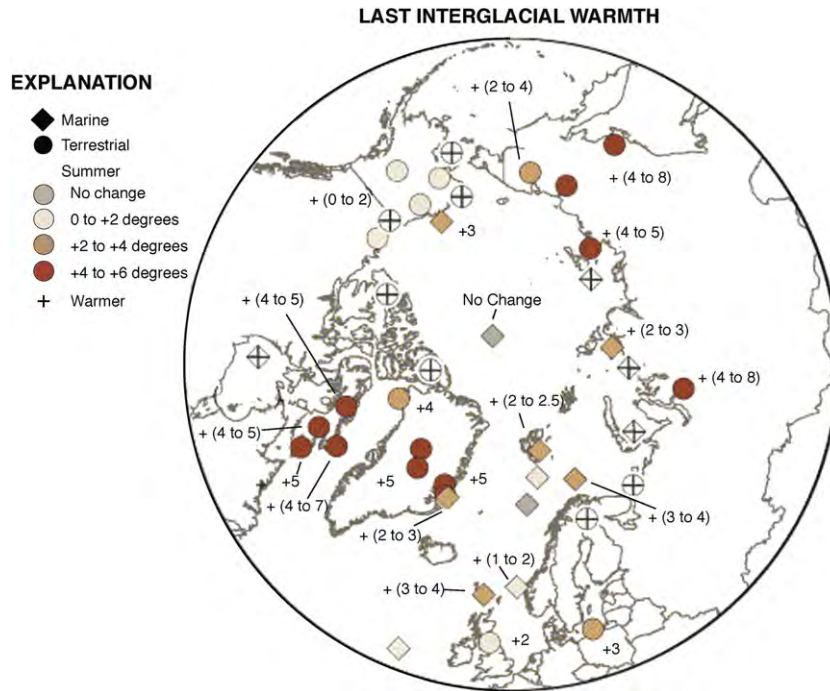 LAST INTERGLACIAL WARMTH
EXPLANATION
Marine
Terrestrial
Summer
No change
0 to +2 degrees
+2 to +4 degrees
+4 to +6 degrees
+ Warmer
+ (2 to 4)
+ (4 to 8)
+ (0 to 2)
+3
+ (4 to 5)
+ (4 to 5)
No Change
+ (2 to 3)
+ (4 to 8)
+4
+ (2 to 2.5)
+ (4 to 5)
+5
+5
+5
+ (4 to 7)
+ (3 to 4)
+ (2 to 3)
+ (1 to 2)
+ (3 to 4)
+2
+3